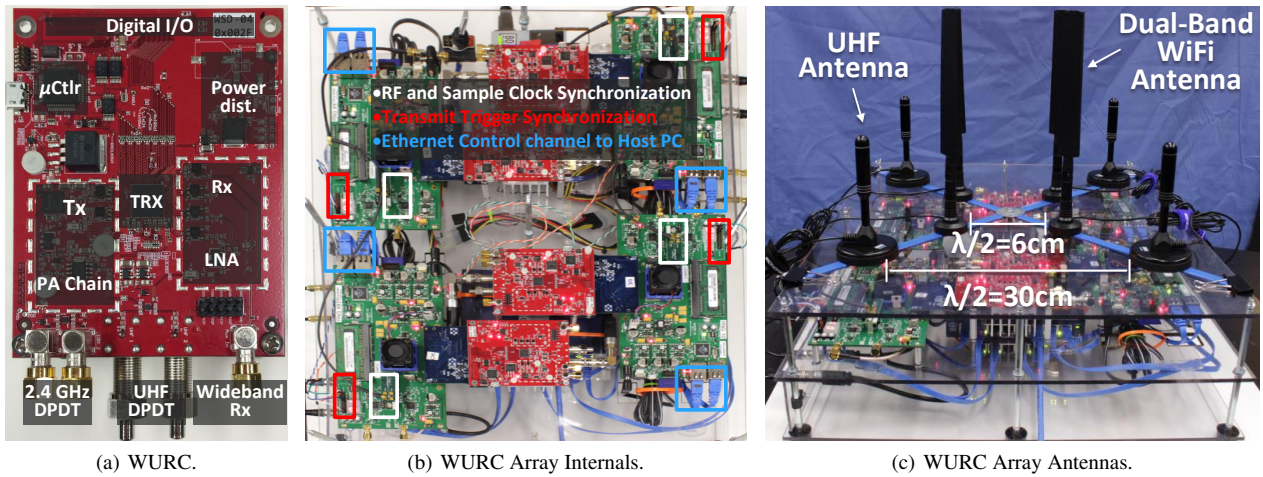 Digital I/O
WSD-04
0x002F
μCtlr
Power
dist.
Tx
TRX
Rx
LNA
PA Chain
2.4 GHz
DPDT
UHF
DPDT
Wideband
Rx
•RF and Sample Clock Synchronization
•Transmit Trigger Synchronization
•Ethernet Control channel to Host PC
UHF
Antenna
Dual-Band
WiFi
Antenna
λ/2=6cm
λ/2=30cm
(a) WURC.
(b) WURC Array Internals.
(c) WURC Array Antennas.